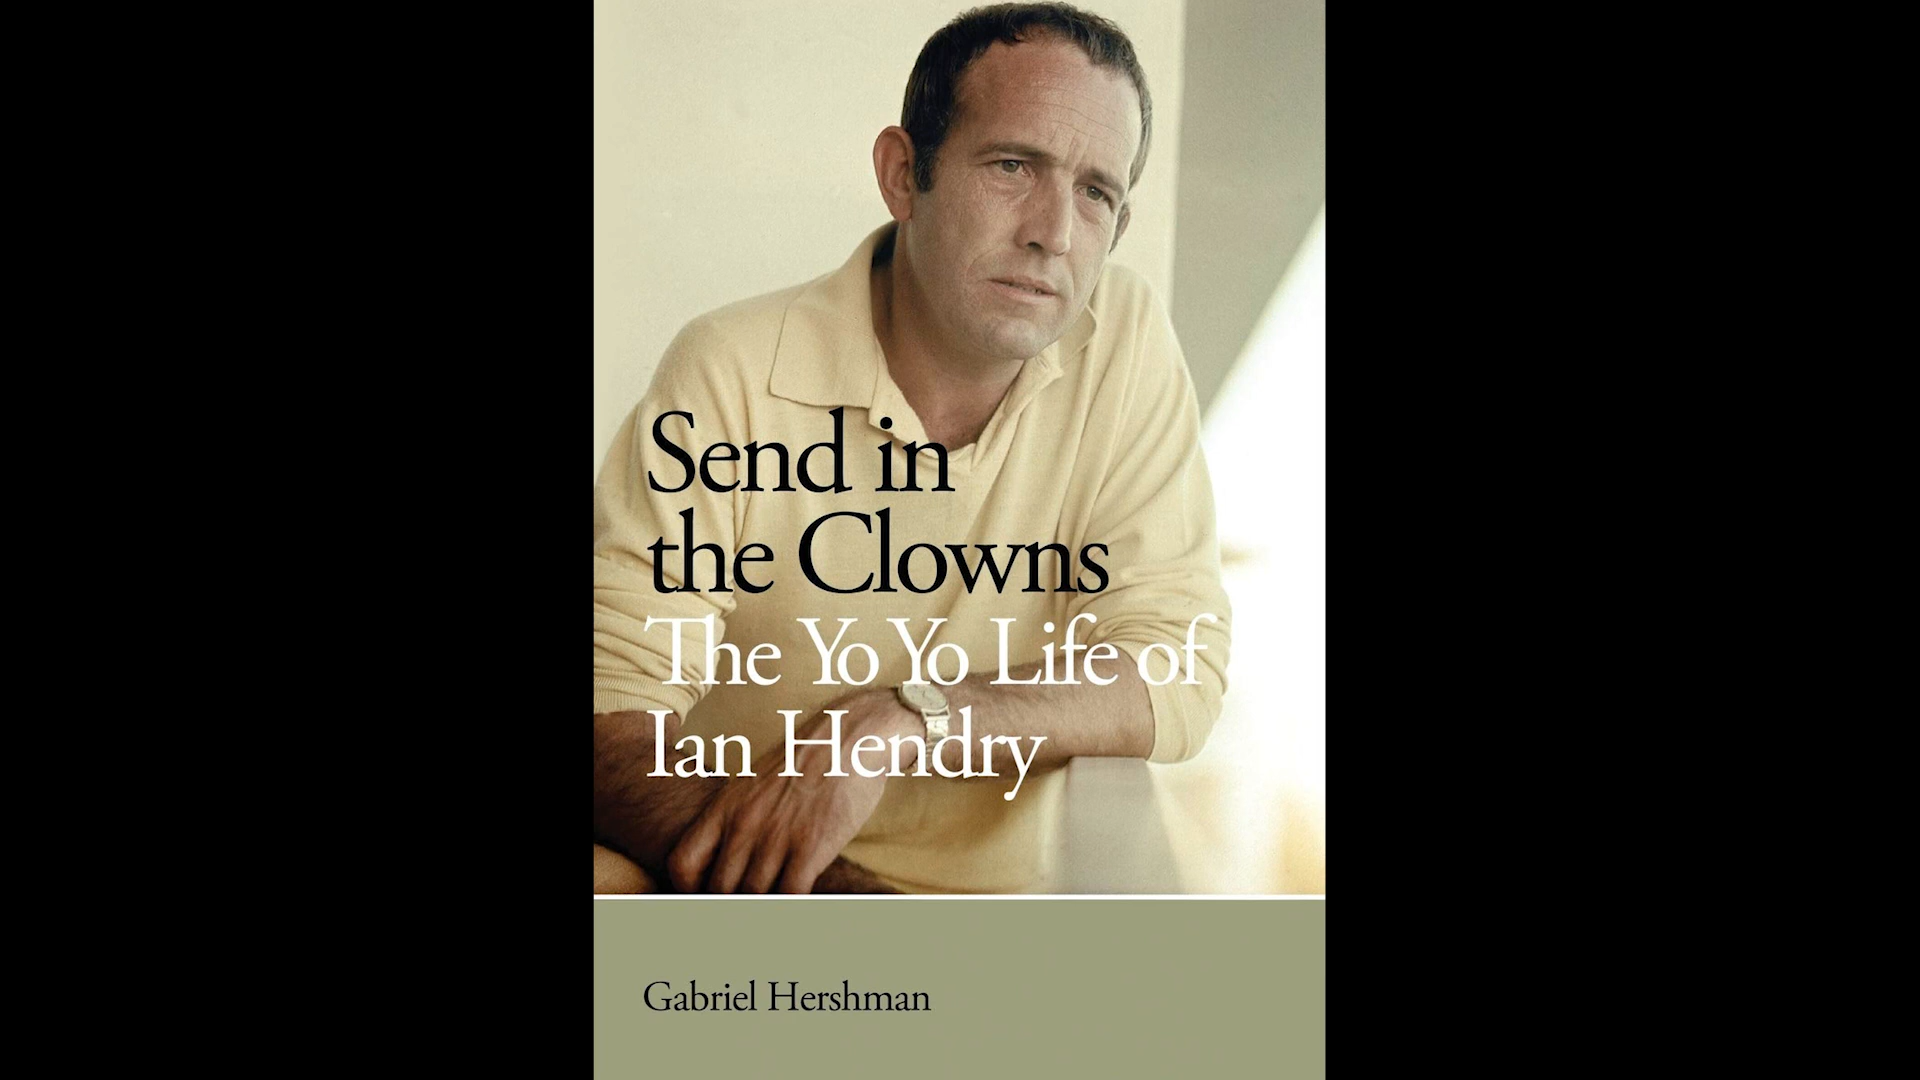 Send in
the Clowns
The Yo Yo Life of
Ian Hendry
Gabriel Hershman